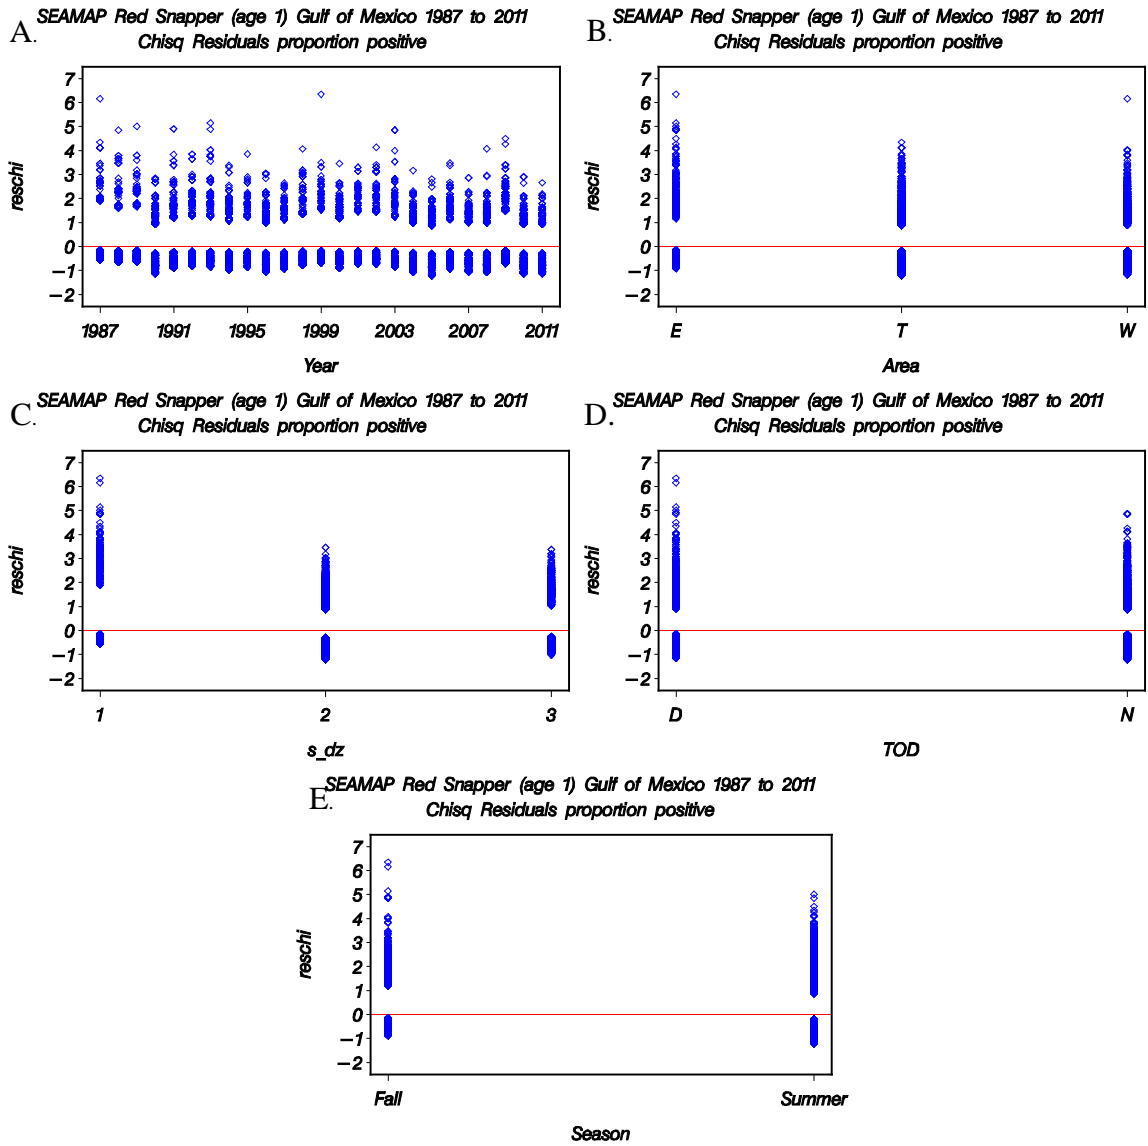 A. SEAMAP Red Snapper (age 1) Gulf of Mexico 1987 to 2011
Chisq Residuals proportion positive
7
6
5
4
3
2
1
0
−1
−2
reschi
1987 1991 1995 1999 2003 2007 2011
Year
B. SEAMAP Red Snapper (age 1) Gulf of Mexico 1987 to 2011
Chisq Residuals proportion positive
7
6
5
4
3
2
1
0
−1
−2
reschi
E T W
Area
C. SEAMAP Red Snapper (age 1) Gulf of Mexico 1987 to 2011
Chisq Residuals proportion positive
7
6
5
4
3
2
1
0
−1
−2
reschi
1 2 3
s_dz
D. SEAMAP Red Snapper (age 1) Gulf of Mexico 1987 to 2011
Chisq Residuals proportion positive
7
6
5
4
3
2
1
0
−1
−2
reschi
D N
TOD
E. SEAMAP Red Snapper (age 1) Gulf of Mexico 1987 to 2011
Chisq Residuals proportion positive
7
6
5
4
3
2
1
0
−1
−2
reschi
Fall Summer
Season